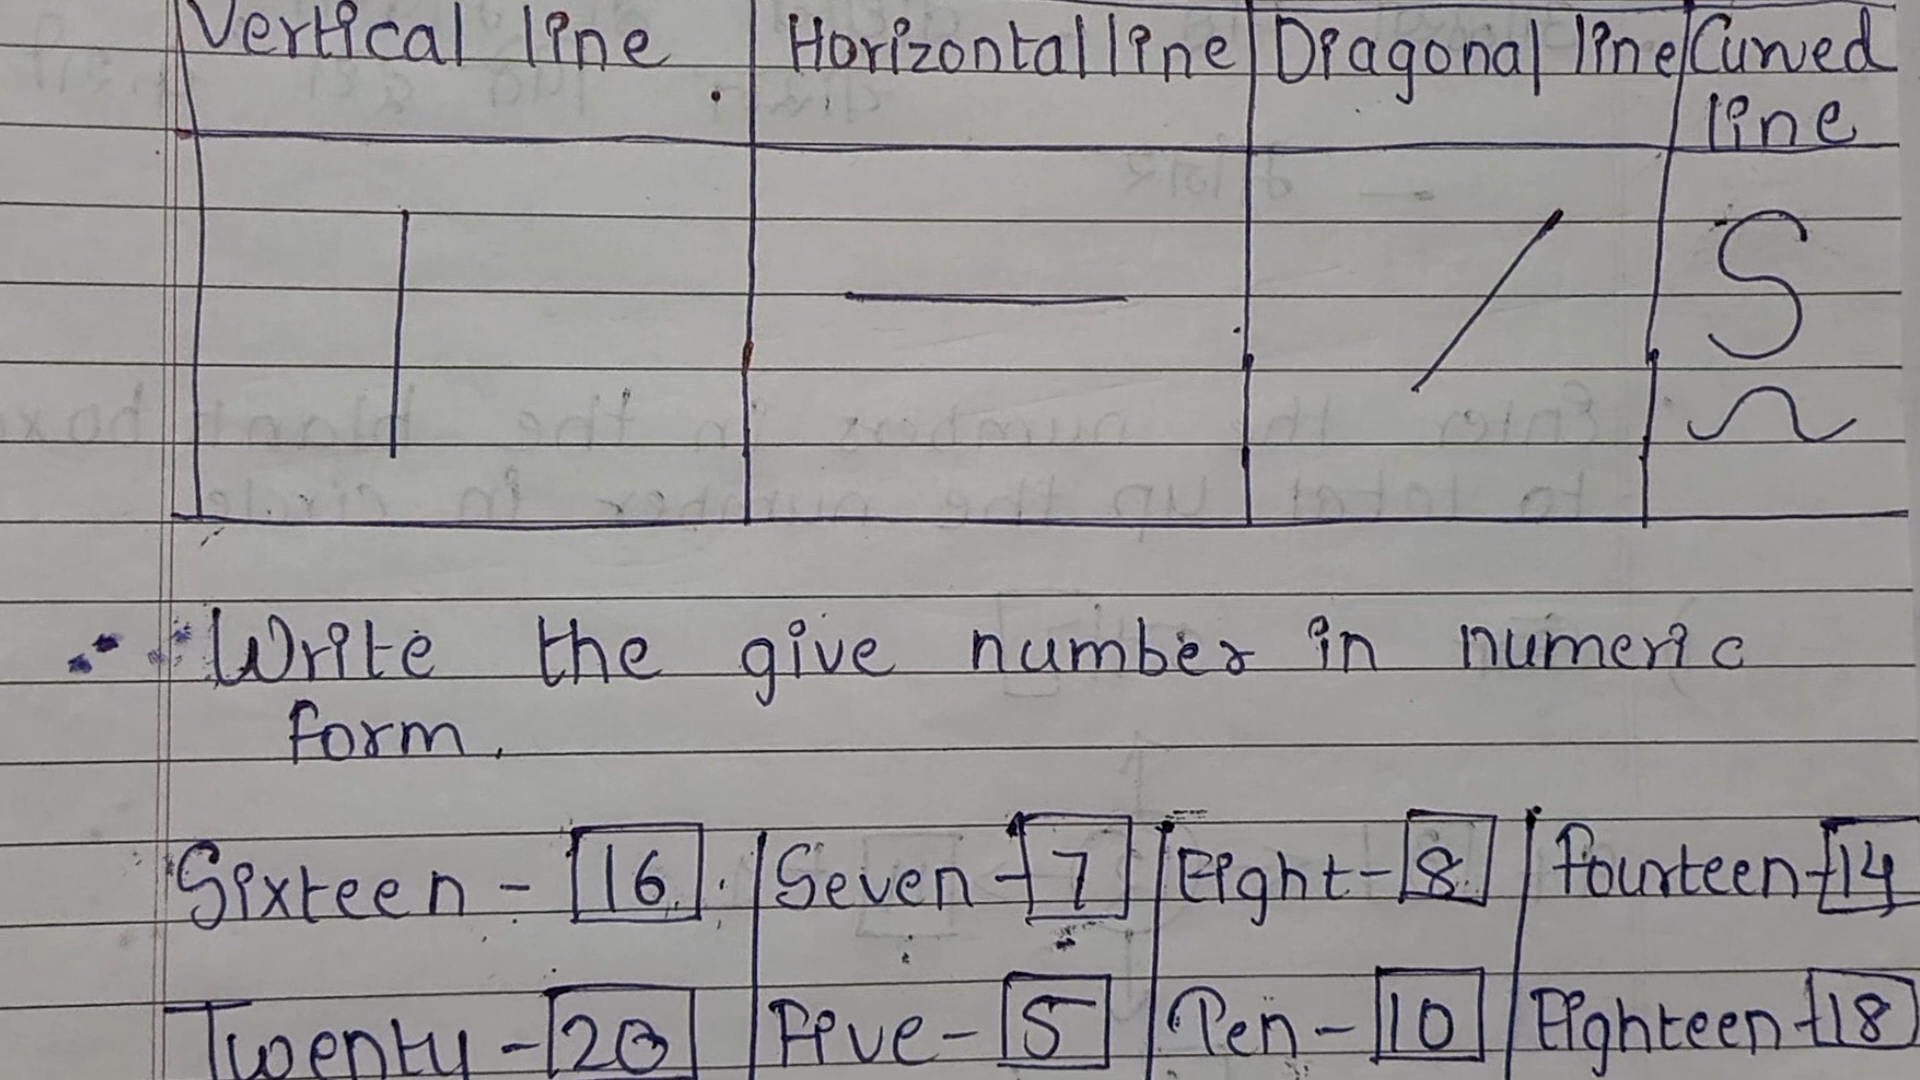 Vertical line Horizontal line Diagonal line Curved
line
Write the give number in numeric
form.
Sixteen - 16 Seven - 7 Eight - 8 Fourteen - 14
Twenty - 20 Five - 5 Ten - 10 Eighteen - 18